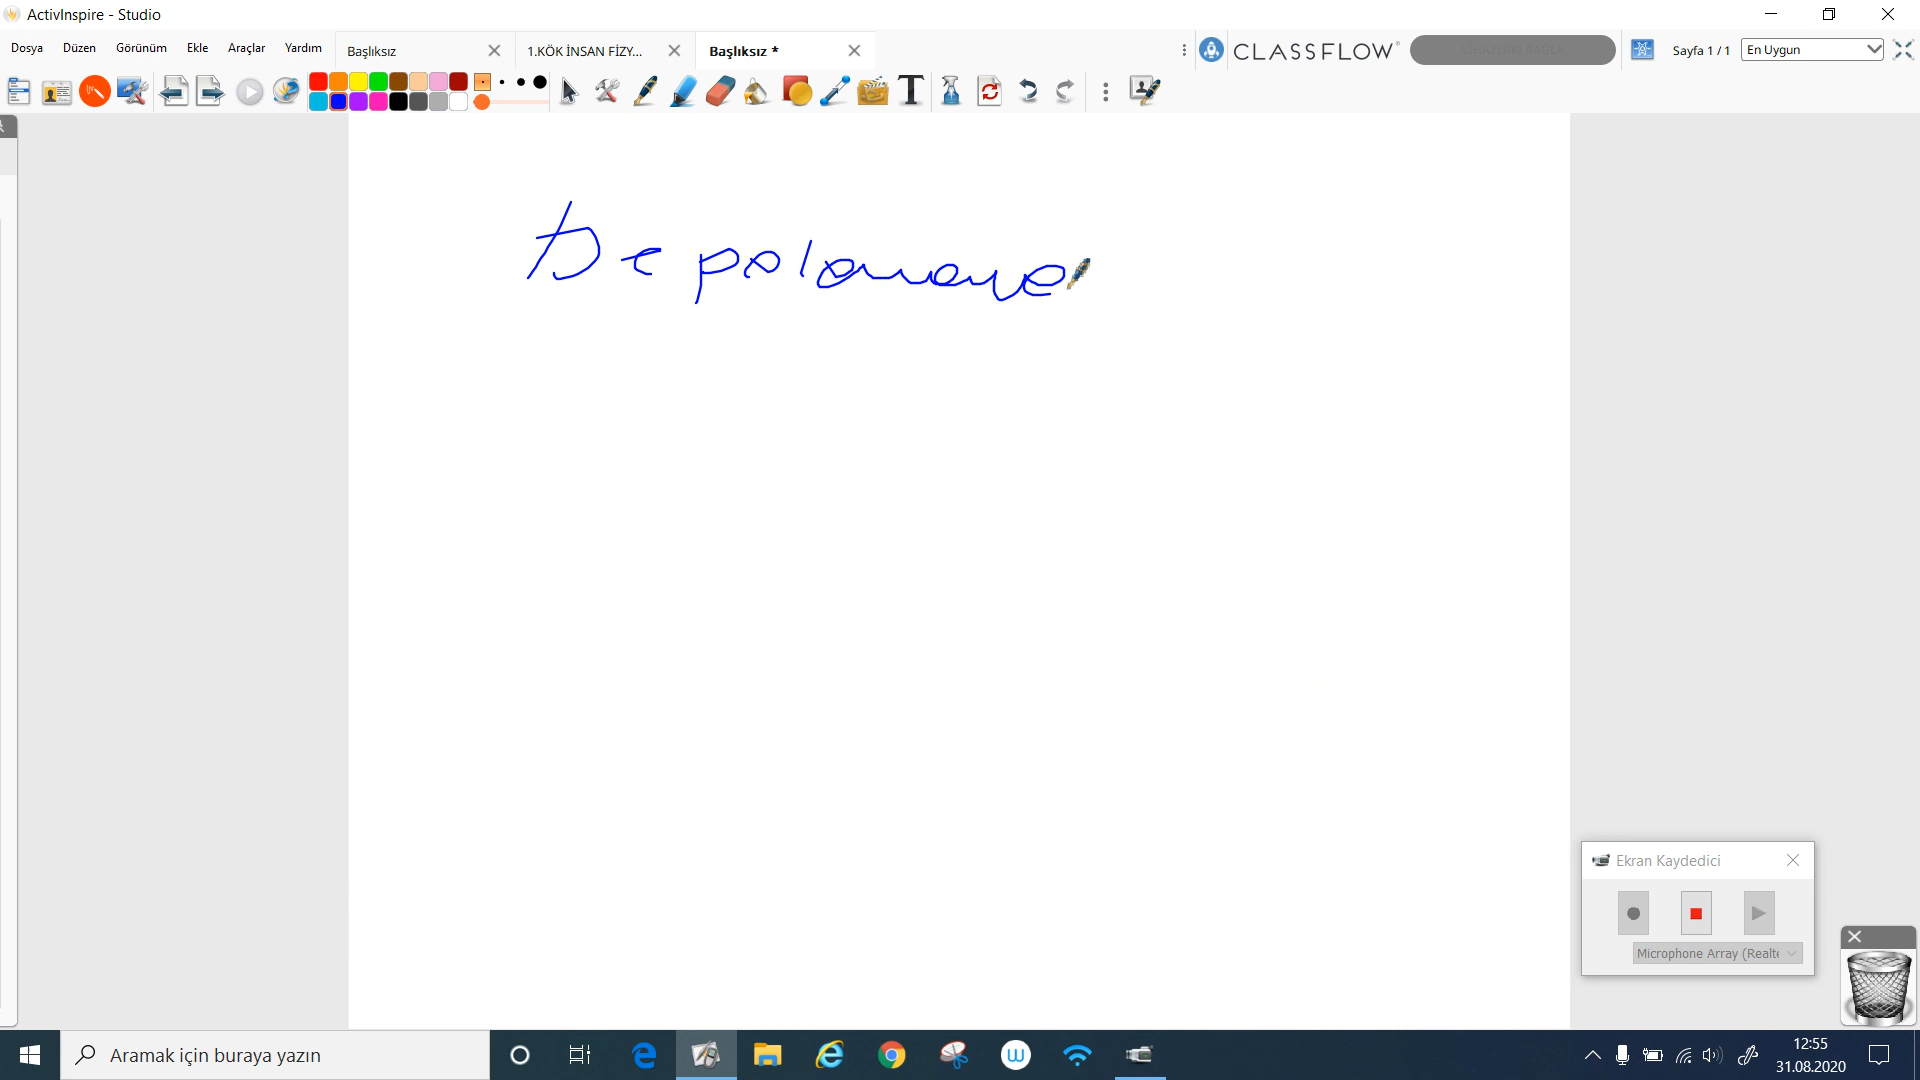 ActivInspire - Studio
Dosya Düzen Görünüm Ekle Araçlar Yardım Başlıksız 1.KÖK İNSAN FİZY... Başlıksız * CLASSFLOW Sayfa 1 / 1 En Uygun
T
Ekran Kaydedici
Microphone Array (Realte
Aramak için buraya yazın
12:55
31.08.2020